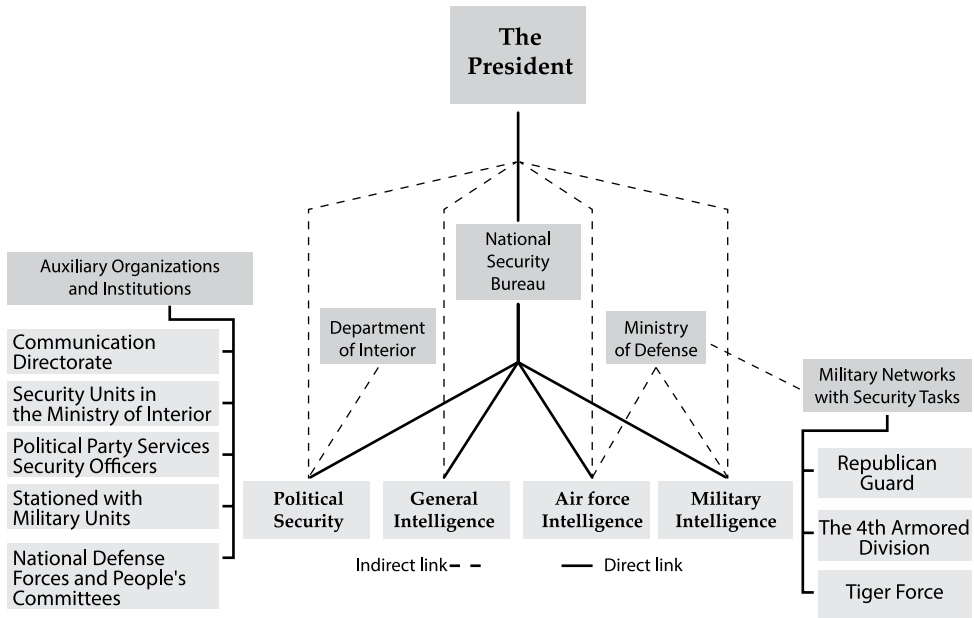 The
President
National
Security
Bureau
Auxiliary Organizations
and Institutions
Department
of Interior
Ministry
of Defense
Communication
Directorate
Security Units in
the Ministry of Interior
Political Party Services
Security Officers
Stationed with
Military Units
National Defense
Forces and People's
Committees
Military Networks
with Security Tasks
Republican
Guard
The 4th Armored
Division
Tiger Force
Political
Security
General
Intelligence
Air force
Intelligence
Military
Intelligence
Indirect link
Direct link